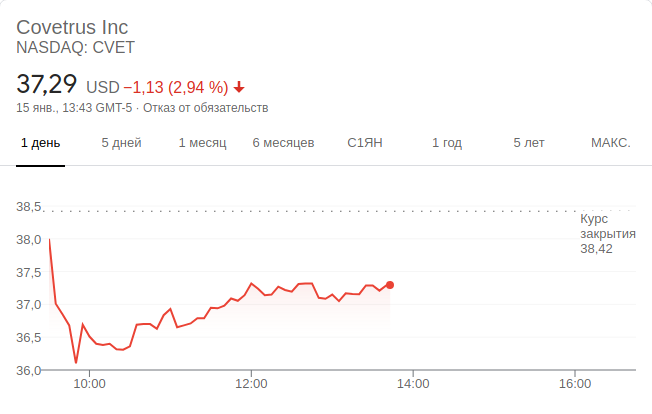 Covetrus Inc
NASDAQ: CVET
37,29 USD −1,13 (2,94 %)
15 янв., 13:43 GMT-5 · Отказ от обязательств
1 день 5 дней 1 месяц 6 месяцев С1ЯН 1 год 5 лет МАКС.
38,5
38,0
37,5
37,0
36,5
36,0
Курс
закрытия
38,42
10:00 12:00 14:00 16:00